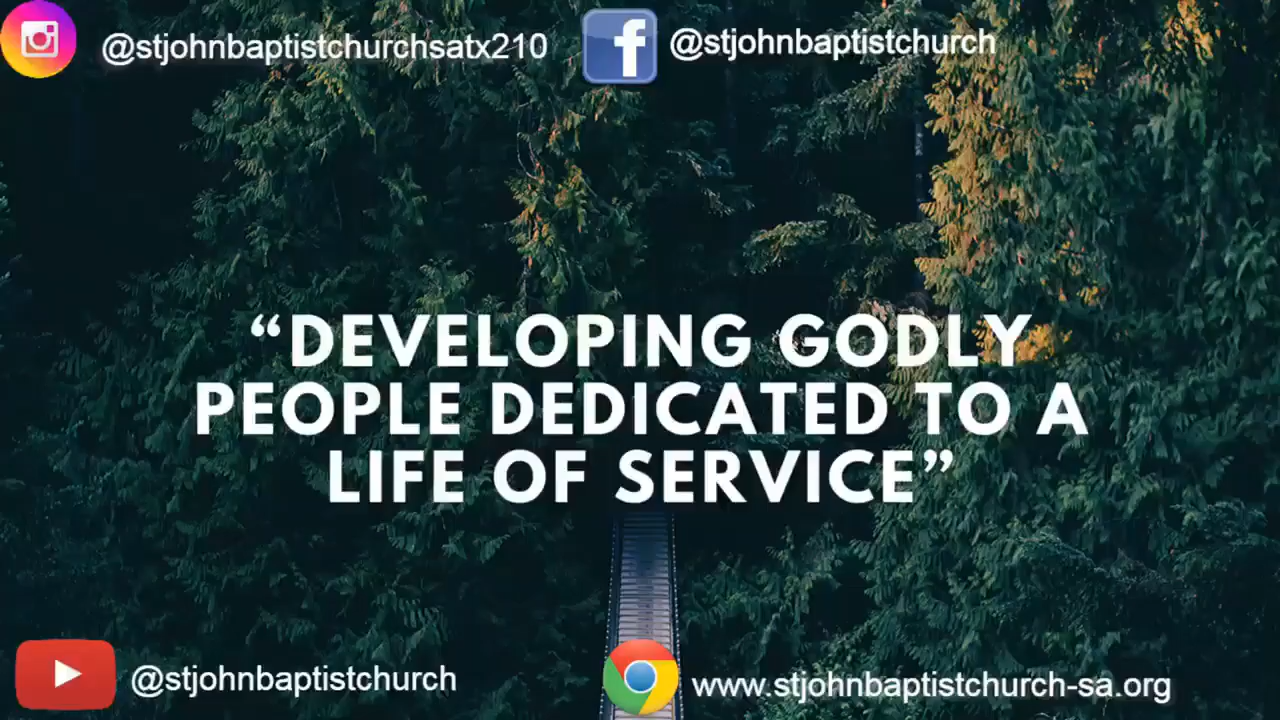 @stjohnbaptistchurchsatx210
@stjohnbaptistchurch
“DEVELOPING GODLY
PEOPLE DEDICATED TO A
LIFE OF SERVICE”
@stjohnbaptistchurch
www.stjohnbaptistchurch-sa.org